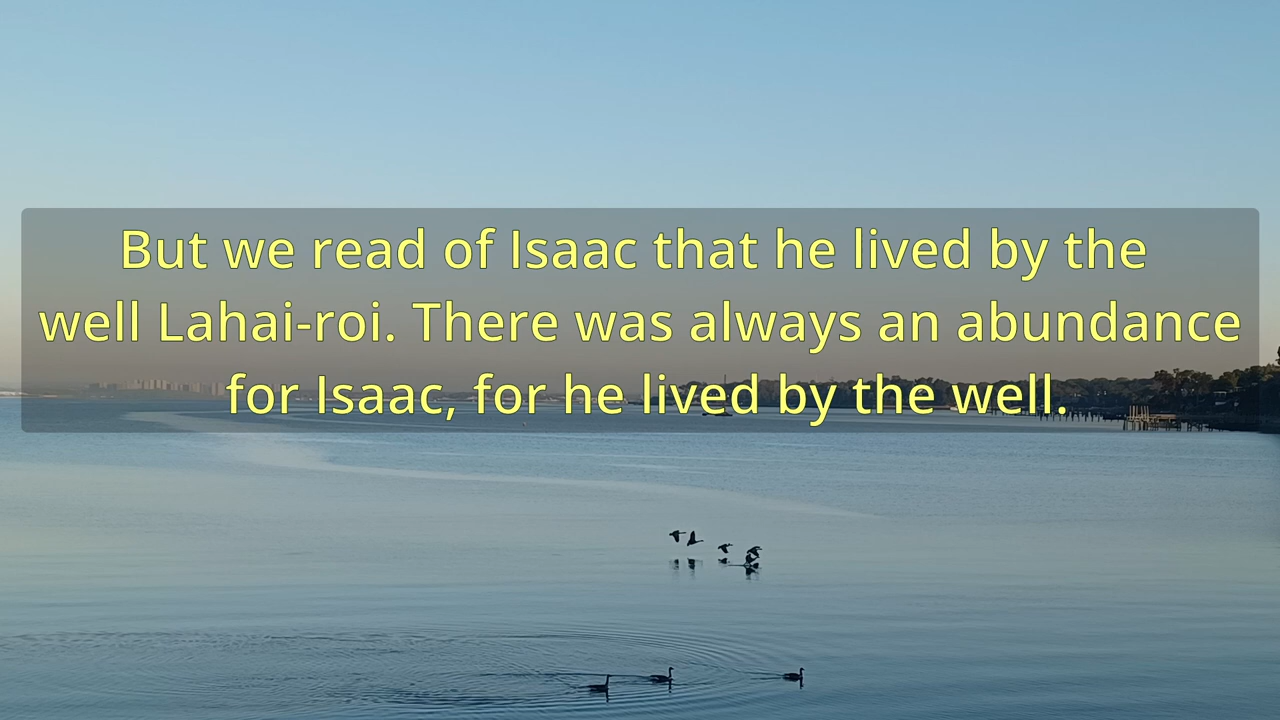 But we read of Isaac that he lived by the
well Lahai-roi. There was always an abundance
for Isaac, for he lived by the well.